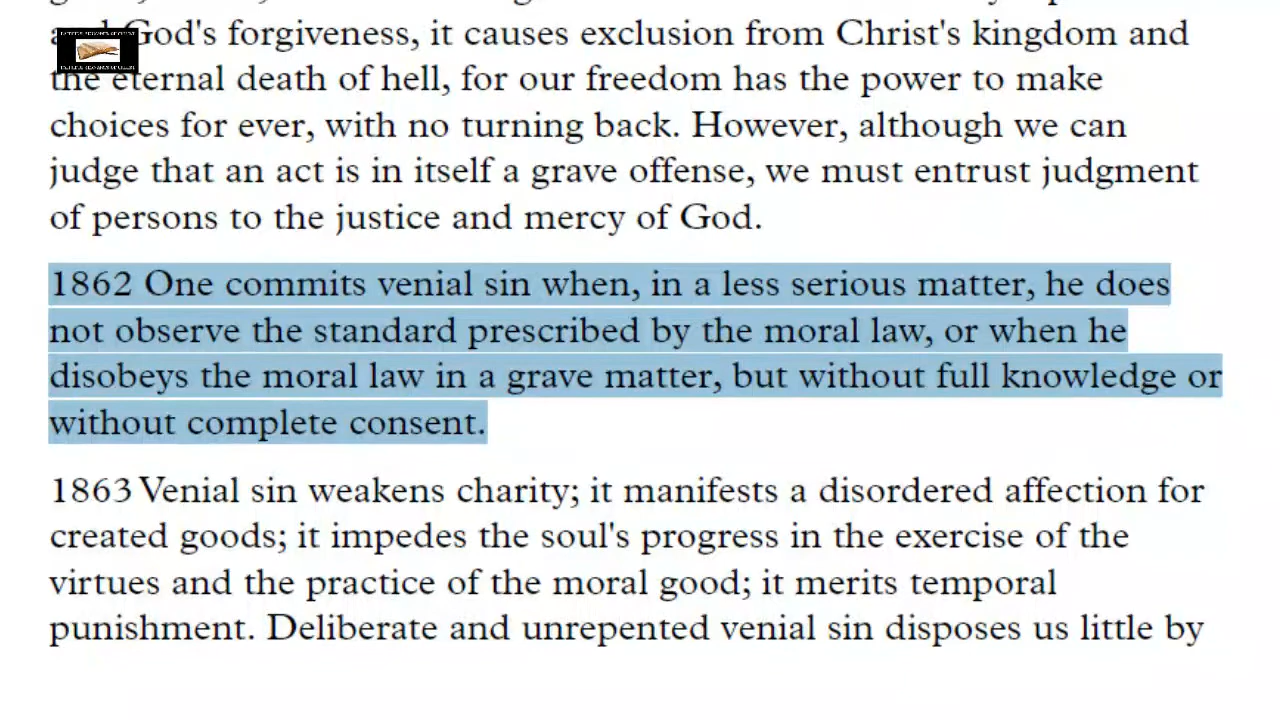 God's forgiveness, it causes exclusion from Christ's kingdom and
the eternal death of hell, for our freedom has the power to make
choices for ever, with no turning back. However, although we can
judge that an act is in itself a grave offense, we must entrust judgment
of persons to the justice and mercy of God.
1862 One commits venial sin when, in a less serious matter, he does
not observe the standard prescribed by the moral law, or when he
disobeys the moral law in a grave matter, but without full knowledge or
without complete consent.
1863 Venial sin weakens charity; it manifests a disordered affection for
created goods; it impedes the soul's progress in the exercise of the
virtues and the practice of the moral good; it merits temporal
punishment. Deliberate and unrepented venial sin disposes us little by